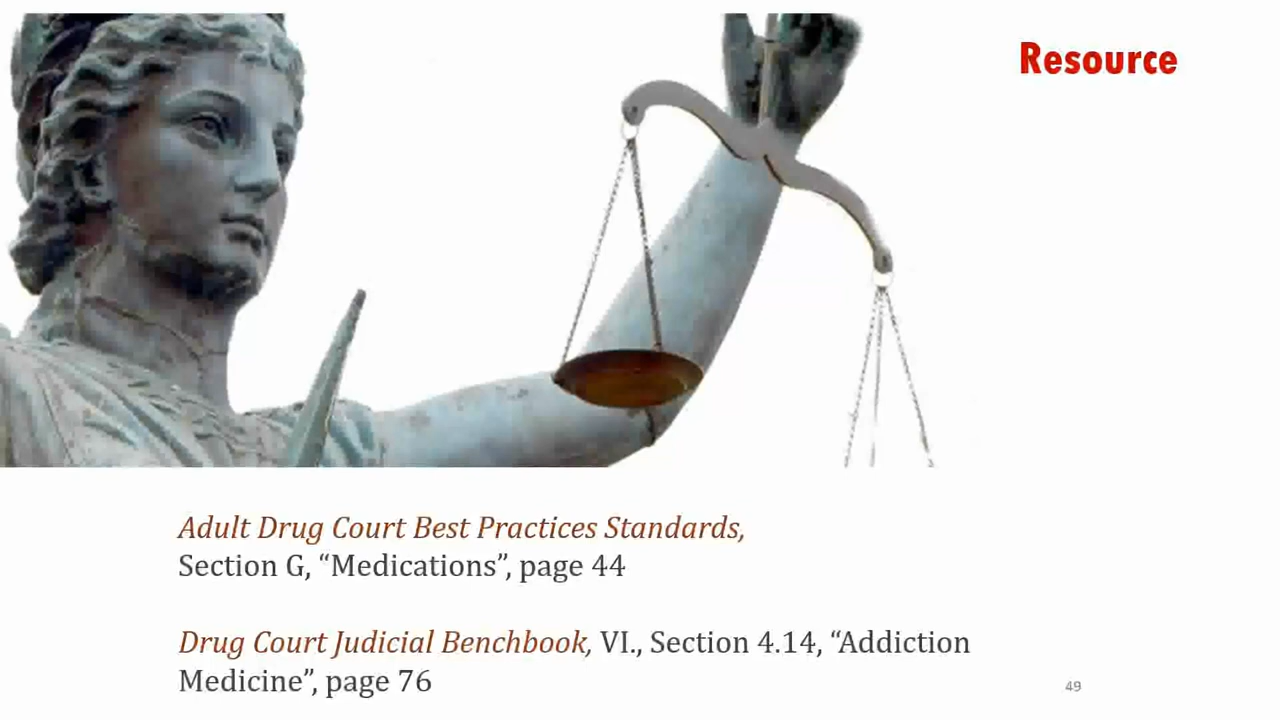 Resource
Adult Drug Court Best Practices Standards,
Section G, “Medications”, page 44
Drug Court Judicial Benchbook, VI., Section 4.14, “Addiction
Medicine”, page 76
49